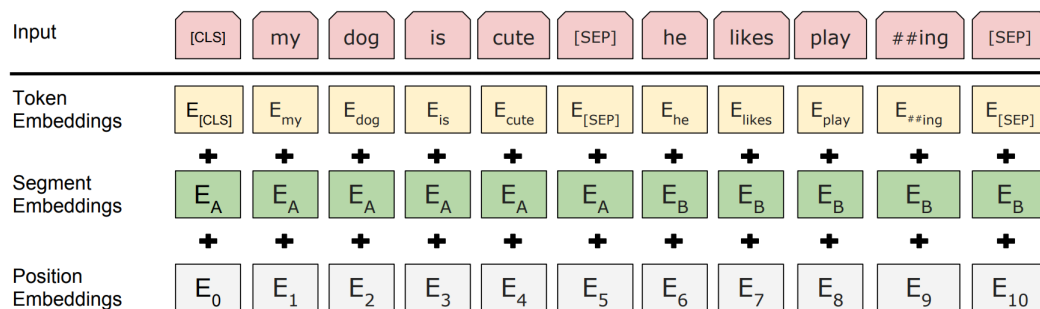 Input [CLS] my dog is cute [SEP] he likes play ##ing [SEP]
Token Embeddings E[CLS] Emy Edog Eis Ecute E[SEP] Ehe Elikes Eplay E##ing E[SEP]
+ + + + + + + + + + +
Segment Embeddings EA EA EA EA EA EA EB EB EB EB EB
+ + + + + + + + + + +
Position Embeddings E0 E1 E2 E3 E4 E5 E6 E7 E8 E9 E10